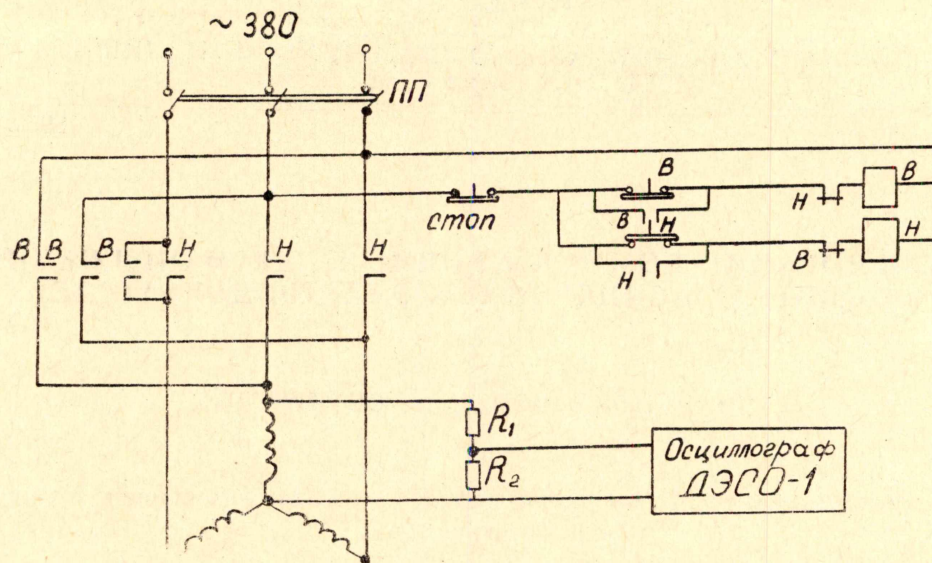 ~ 380
ПП
В
Н
В
стоп
В
Н
В
В
В
Н
Н
Н
Н
В
Н
Н
R₁
R₂
Осциллограф
ДЭСО-1